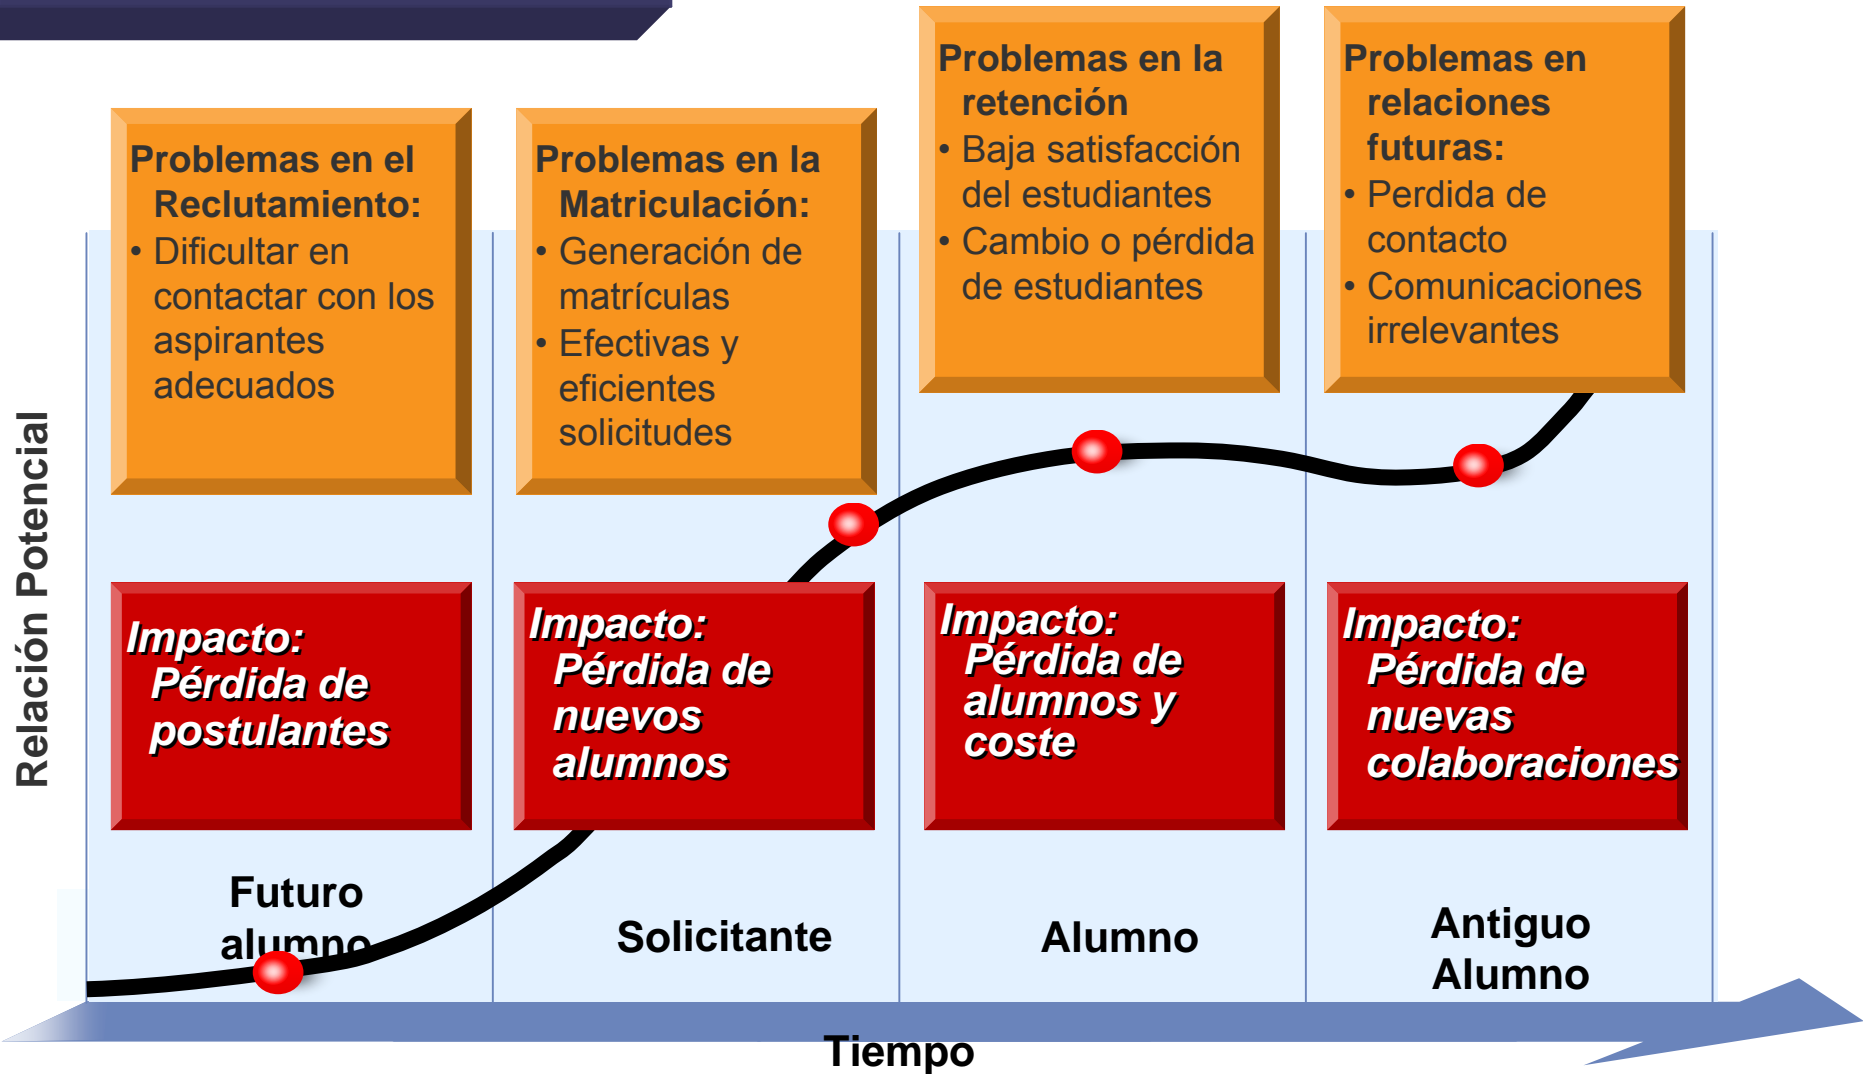 Problemas en el
Reclutamiento:
• Dificultar en
contactar con los
aspirantes
adecuados
Problemas en la
Matriculación:
• Generación de
matrículas
• Efectivas y
eficientes
solicitudes
Problemas en la
retención
• Baja satisfacción
del estudiantes
• Cambio o pérdida
de estudiantes
Problemas en
relaciones
futuras:
• Perdida de
contacto
• Comunicaciones
irrelevantes
Relación Potencial
Impacto:
Pérdida de
postulantes
Impacto:
Pérdida de
nuevos
alumnos
Impacto:
Pérdida de
alumnos y
coste
Impacto:
Pérdida de
nuevas
colaboraciones
Futuro
alumno
Solicitante
Alumno
Antiguo
Alumno
Tiempo